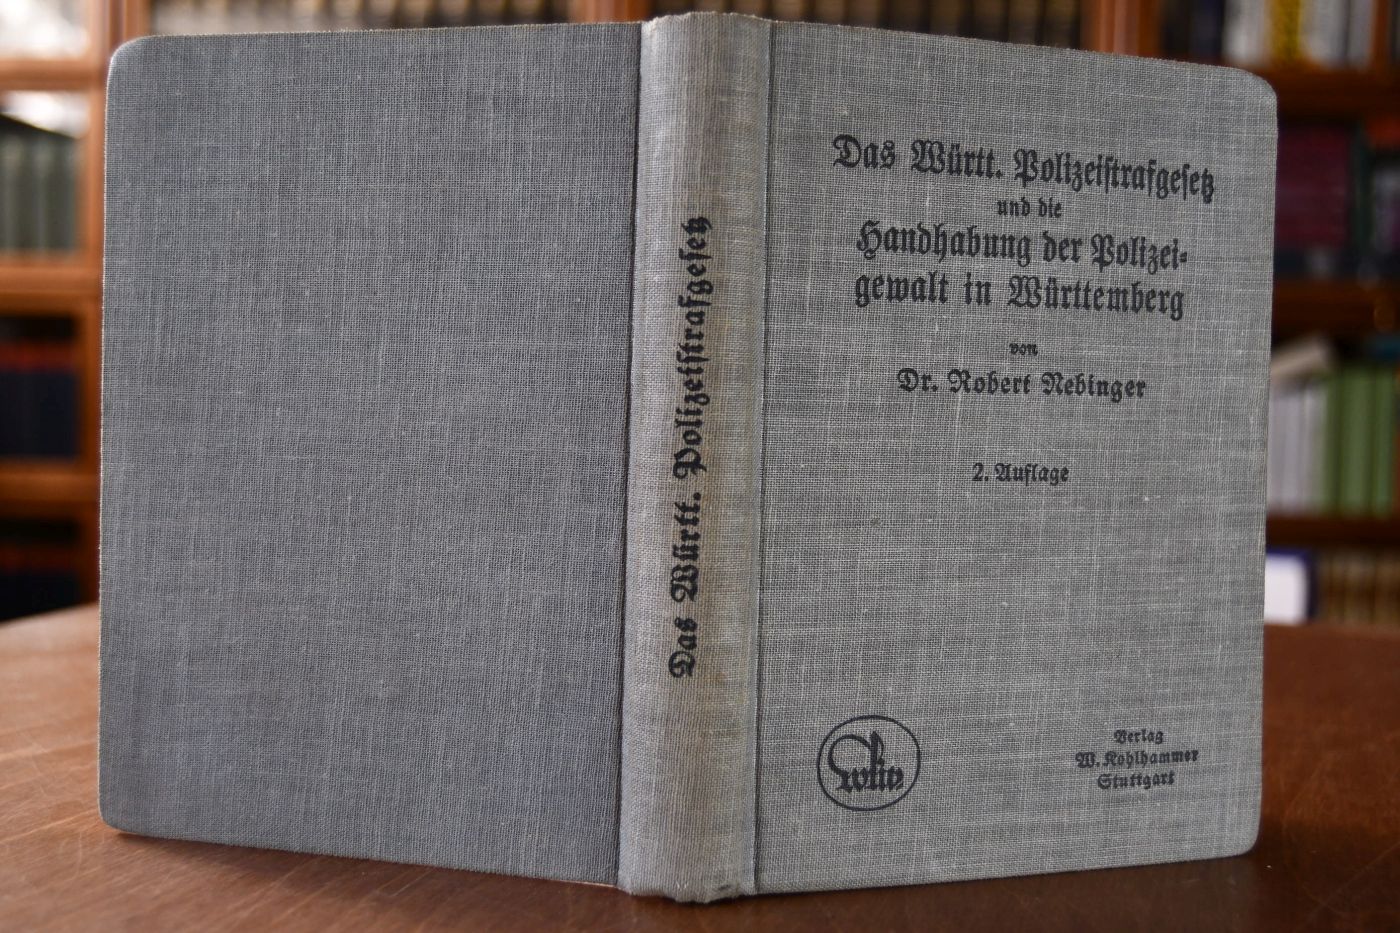 Das Württ. Polizeistrafgesetz
Das Württ. Polizeistrafgesetz
und die
Handhabung der Polizei-
gewalt in Württemberg
von
Dr. Robert Nebinger
2. Auflage
Verlag
W. Kohlhammer
Stuttgart